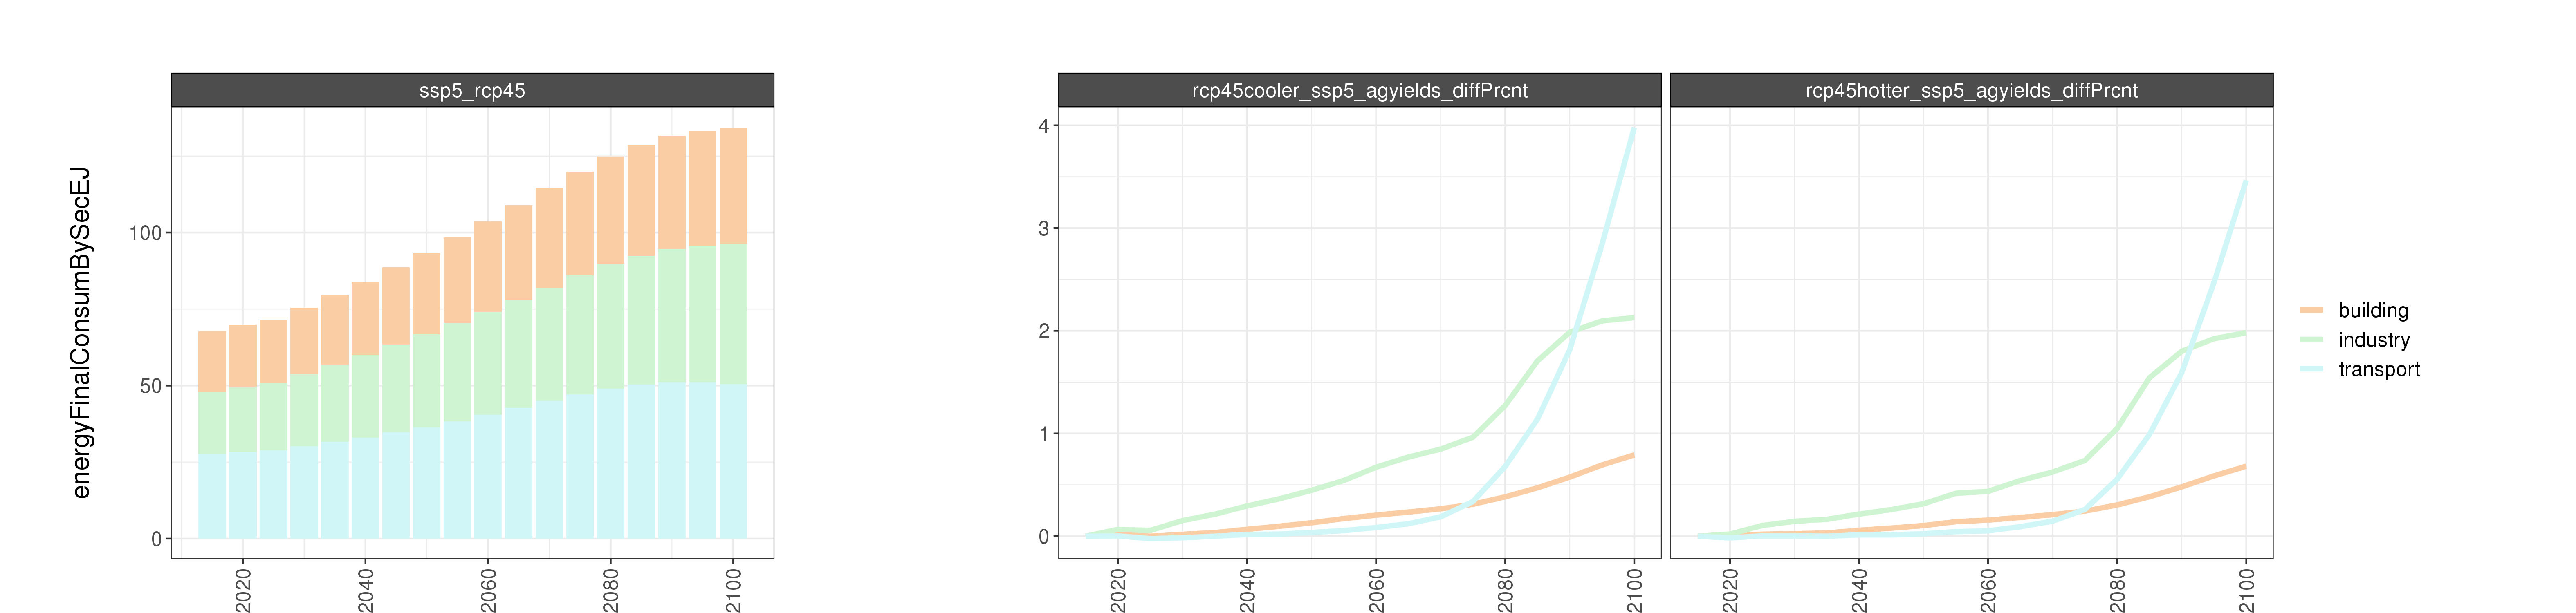 ssp5_rcp45
rcp45cooler_ssp5_agyields_diffPrcnt
rcp45hotter_ssp5_agyields_diffPrcnt
energyFinalConsumBySecEJ
100
50
0
4
3
2
1
0
building
industry
transport
2020 2040 2060 2080 2100
2020 2040 2060 2080 2100
2020 2040 2060 2080 2100